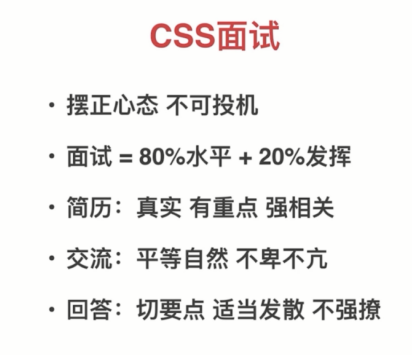 CSS面试
• 摆正心态 不可投机
• 面试 = 80%水平 + 20%发挥
• 简历：真实 有重点 强相关
• 交流：平等自然 不卑不亢
• 回答：切要点 适当发散 不强撩